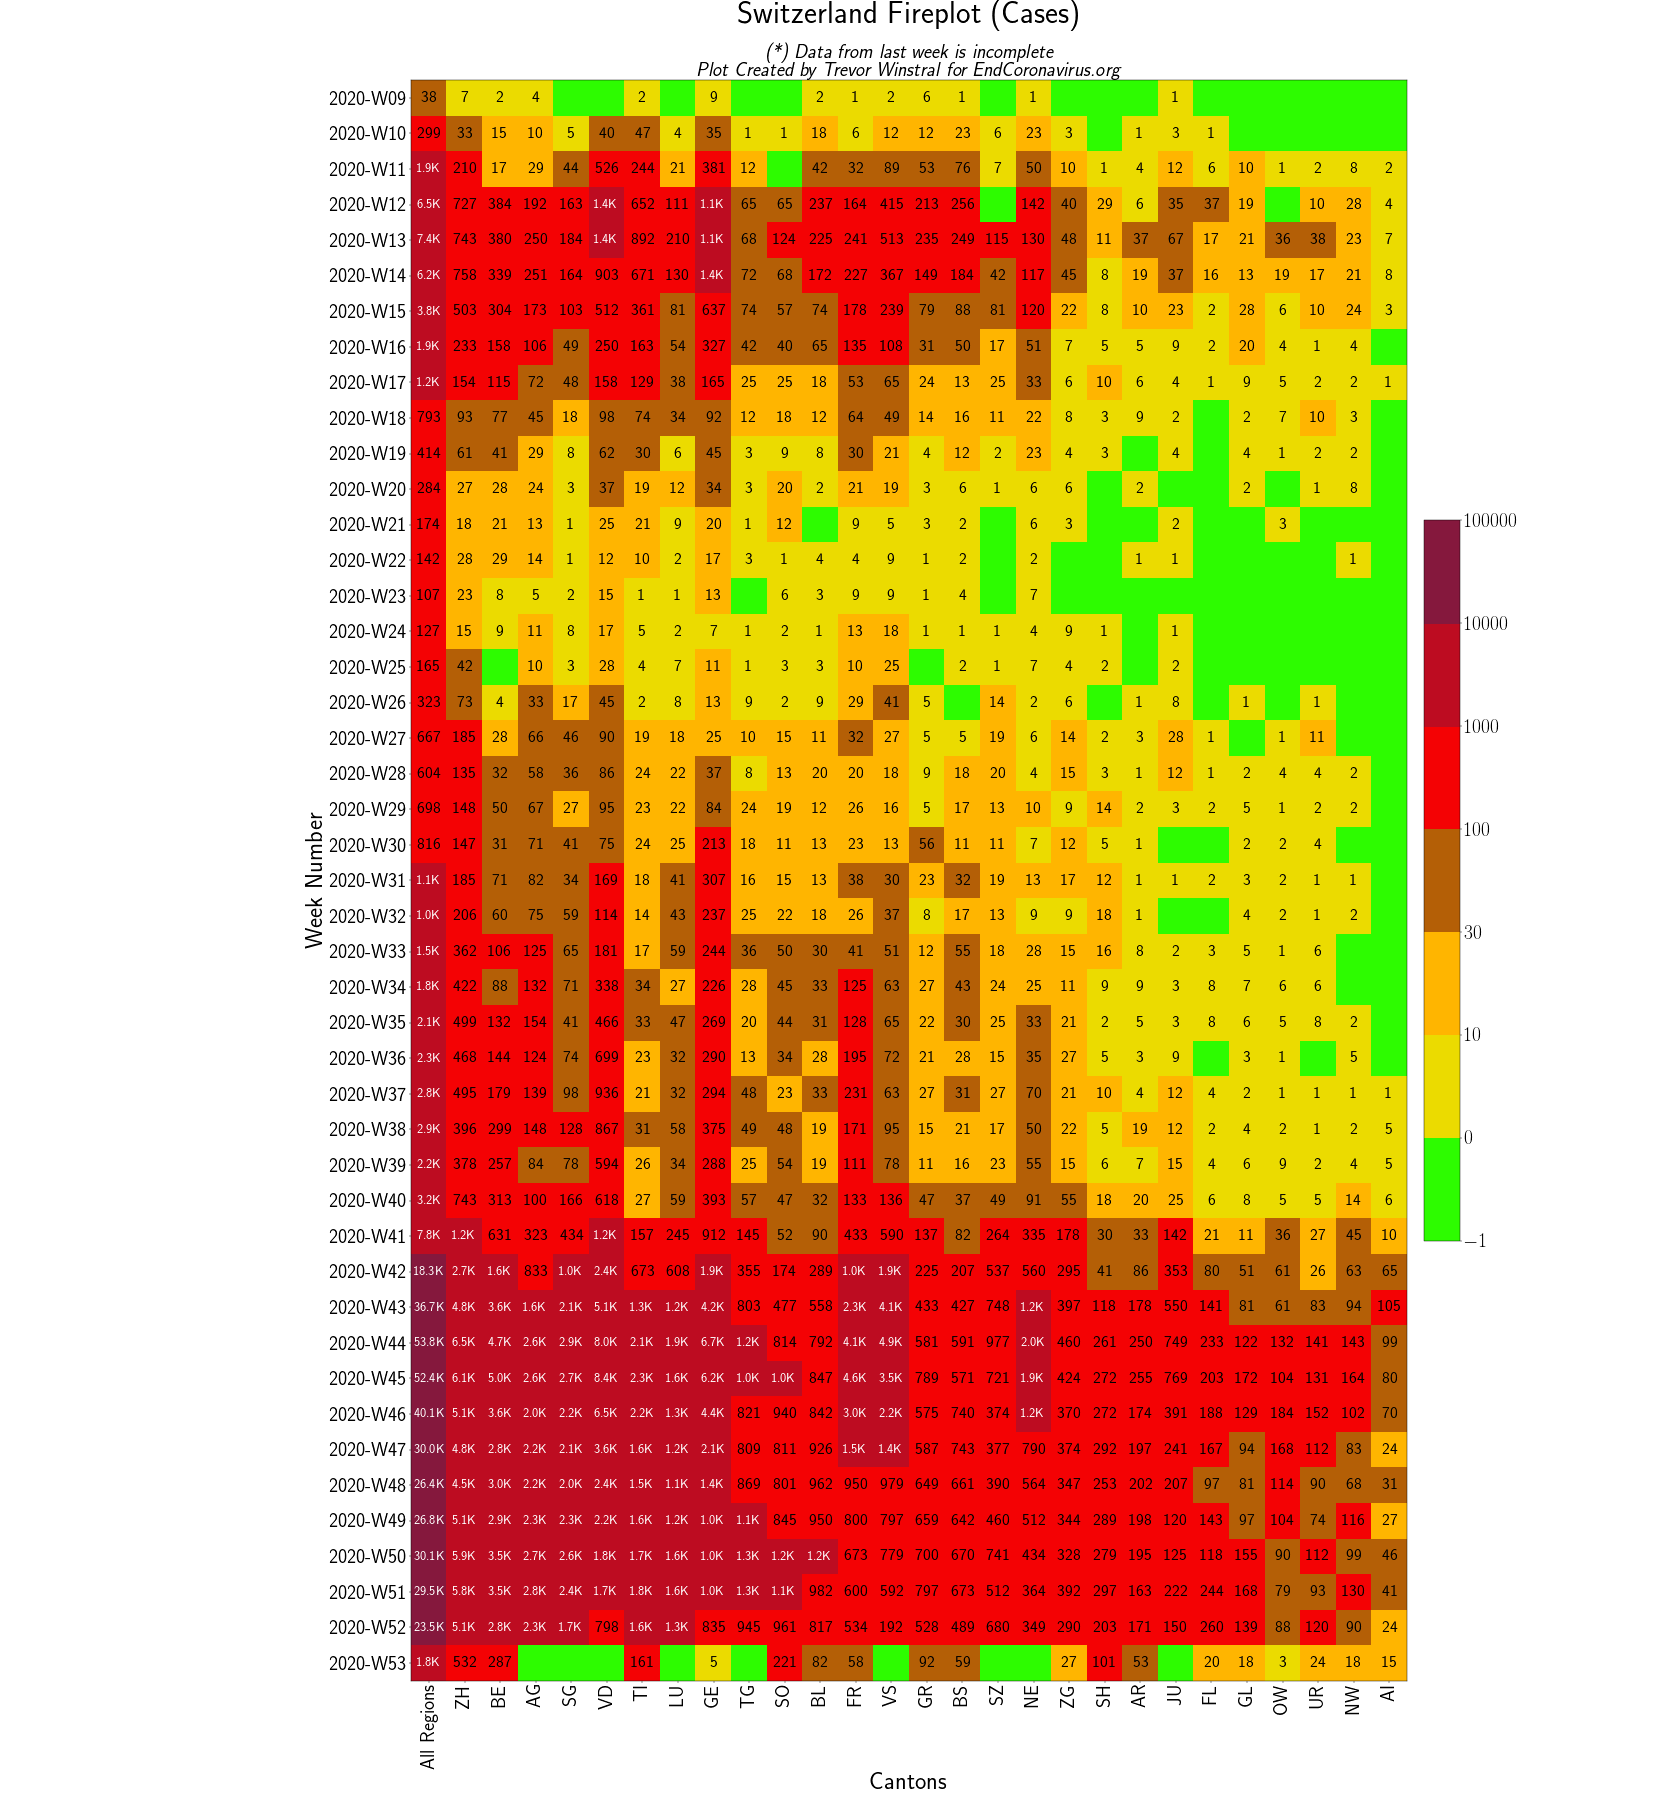 Switzerland Fireplot (Cases)
(*) Data from last week is incomplete
Plot Created by Trevor Winstral for EndCoronavirus.org
2020-W09 38 7 2 4 2 9 2 1 2 6 1 1 1
2020-W10 299 33 15 10 5 40 47 4 35 1 1 18 6 12 12 23 6 23 3 1 3 1
2020-W11 1.9K 210 17 29 44 526 244 21 381 12 42 32 89 53 76 7 50 10 1 4 12 6 10 1 2 8 2
2020-W12 6.5K 727 384 192 163 1.4K 652 111 1.1K 65 65 237 164 415 213 256 142 40 29 6 35 37 19 10 28 4
2020-W13 7.4K 743 380 250 184 1.4K 892 210 1.1K 68 124 225 241 513 235 249 115 130 48 11 37 67 17 21 36 38 23 7
2020-W14 6.2K 758 339 251 164 903 671 130 1.4K 72 68 172 227 367 149 184 42 117 45 8 19 37 16 13 19 17 21 8
2020-W15 3.8K 503 304 173 103 512 361 81 637 74 57 74 178 239 79 88 81 120 22 8 10 23 2 28 6 10 24 3
2020-W16 1.9K 233 158 106 49 250 163 54 327 42 40 65 135 108 31 50 17 51 7 5 5 9 2 20 4 1 4
2020-W17 1.2K 154 115 72 48 158 129 38 165 25 25 18 53 65 24 13 25 33 6 10 6 4 1 9 5 2 2 1
2020-W18 793 93 77 45 18 98 74 34 92 12 18 12 64 49 14 16 11 22 8 3 9 2 2 7 10 3
2020-W19 414 61 41 29 8 62 30 6 45 3 9 8 30 21 4 12 2 23 4 3 4 4 1 2 2
2020-W20 284 27 28 24 3 37 19 12 34 3 20 2 21 19 3 6 1 6 6 2 2 1 8
2020-W21 174 18 21 13 1 25 21 9 20 1 12 9 5 3 2 6 3 2 3
2020-W22 142 28 29 14 1 12 10 2 17 3 1 4 4 9 1 2 2 1 1 1
2020-W23 107 23 8 5 2 15 1 1 13 6 3 9 9 1 4 7
2020-W24 127 15 9 11 8 17 5 2 7 1 2 1 13 18 1 1 1 4 9 1 1
2020-W25 165 42 10 3 28 4 7 11 1 3 3 10 25 2 1 7 4 2 2
2020-W26 323 73 4 33 17 45 2 8 13 9 2 9 29 41 5 14 2 6 1 8 1 1
2020-W27 667 185 28 66 46 90 19 18 25 10 15 11 32 27 5 5 19 6 14 2 3 28 1 1 11
2020-W28 604 135 32 58 36 86 24 22 37 8 13 20 20 18 9 18 20 4 15 3 1 12 1 2 4 4 2
2020-W29 698 148 50 67 27 95 23 22 84 24 19 12 26 16 5 17 13 10 9 14 2 3 2 5 1 2 2
2020-W30 816 147 31 71 41 75 24 25 213 18 11 13 23 13 56 11 11 7 12 5 1 2 2 4
2020-W31 1.1K 185 71 82 34 169 18 41 307 16 15 13 38 30 23 32 19 13 17 12 1 1 2 3 2 1 1
2020-W32 1.0K 206 60 75 59 114 14 43 237 25 22 18 26 37 8 17 13 9 9 18 1 4 2 1 2
2020-W33 1.5K 362 106 125 65 181 17 59 244 36 50 30 41 51 12 55 18 28 15 16 8 2 3 5 1 6
2020-W34 1.8K 422 88 132 71 338 34 27 226 28 45 33 125 63 27 43 24 25 11 9 9 3 8 7 6 6
2020-W35 2.1K 499 132 154 41 466 33 47 269 20 44 31 128 65 22 30 25 33 21 2 5 3 8 6 5 8 2
2020-W36 2.3K 468 144 124 74 699 23 32 290 13 34 28 195 72 21 28 15 35 27 5 3 9 3 1 5
2020-W37 2.8K 495 179 139 98 936 21 32 294 48 23 33 231 63 27 31 27 70 21 10 4 12 4 2 1 1 1 1
2020-W38 2.9K 396 299 148 128 867 31 58 375 49 48 19 171 95 15 21 17 50 22 5 19 12 2 4 2 1 2 5
2020-W39 2.2K 378 257 84 78 594 26 34 288 25 54 19 111 78 11 16 23 55 15 6 7 15 4 6 9 2 4 5
2020-W40 3.2K 743 313 100 166 618 27 59 393 57 47 32 133 136 47 37 49 91 55 18 20 25 6 8 5 5 14 6
2020-W41 7.8K 1.2K 631 323 434 1.2K 157 245 912 145 52 90 433 590 137 82 264 335 178 30 33 142 21 11 36 27 45 10
2020-W42 18.3K 2.7K 1.6K 833 1.0K 2.4K 673 608 1.9K 355 174 289 1.0K 1.9K 225 207 537 560 295 41 86 353 80 51 61 26 63 65
2020-W43 36.7K 4.8K 3.6K 1.6K 2.1K 5.1K 1.3K 1.2K 4.2K 803 477 558 2.3K 4.1K 433 427 748 1.2K 397 118 178 550 141 81 61 83 94 105
2020-W44 53.8K 6.5K 4.7K 2.6K 2.9K 8.0K 2.1K 1.9K 6.7K 1.2K 814 792 4.1K 4.9K 581 591 977 2.0K 460 261 250 749 233 122 132 141 143 99
2020-W45 52.4K 6.1K 5.0K 2.6K 2.7K 8.4K 2.3K 1.6K 6.2K 1.0K 1.0K 847 4.6K 3.5K 789 571 721 1.9K 424 272 255 769 203 172 104 131 164 80
2020-W46 40.1K 5.1K 3.6K 2.0K 2.2K 6.5K 2.2K 1.3K 4.4K 821 940 842 3.0K 2.2K 575 740 374 1.2K 370 272 174 391 188 129 184 152 102 70
2020-W47 30.0K 4.8K 2.8K 2.2K 2.1K 3.6K 1.6K 1.2K 2.1K 809 811 926 1.5K 1.4K 587 743 377 790 374 292 197 241 167 94 168 112 83 24
2020-W48 26.4K 4.5K 3.0K 2.2K 2.0K 2.4K 1.5K 1.1K 1.4K 869 801 962 950 979 649 661 390 564 347 253 202 207 97 81 114 90 68 31
2020-W49 26.8K 5.1K 2.9K 2.3K 2.3K 2.2K 1.6K 1.2K 1.0K 1.1K 845 950 800 797 659 642 460 512 344 289 198 120 143 97 104 74 116 27
2020-W50 30.1K 5.9K 3.5K 2.7K 2.6K 1.8K 1.7K 1.6K 1.0K 1.3K 1.2K 1.2K 673 779 700 670 741 434 328 279 195 125 118 155 90 112 99 46
2020-W51 29.5K 5.8K 3.5K 2.8K 2.4K 1.7K 1.8K 1.6K 1.0K 1.3K 1.1K 982 600 592 797 673 512 364 392 297 163 222 244 168 79 93 130 41
2020-W52 23.5K 5.1K 2.8K 2.3K 1.7K 798 1.6K 1.3K 835 945 961 817 534 192 528 489 680 349 290 203 171 150 260 139 88 120 90 24
2020-W53 1.8K 532 287 161 5 221 82 58 92 59 27 101 53 20 18 3 24 18 15
All Regions ZH BE AG SG VD TI LU GE TG SO BL FR VS GR BS SZ NE ZG SH AR JU FL GL OW UR NW AI
Cantons
Week Number
100000
10000
1000
100
30
10
0
−1